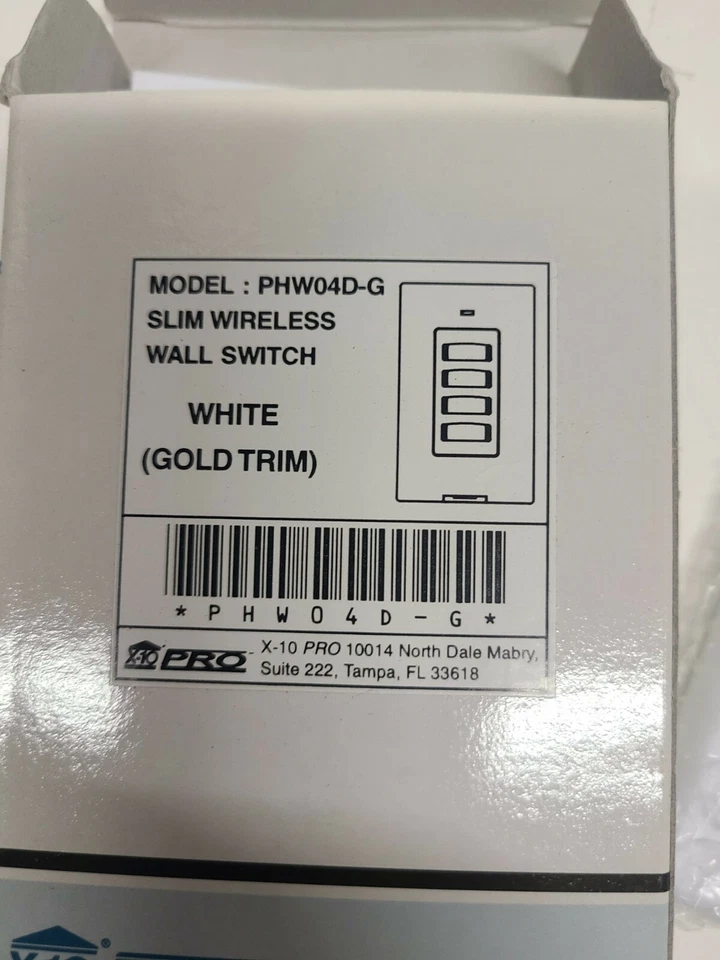 MODEL : PHW04D-G
SLIM WIRELESS
WALL SWITCH
WHITE
(GOLD TRIM)
* P H W 0 4 D - G *
X-10 PRO
X-10 PRO 10014 North Dale Mabry,
Suite 222, Tampa, FL 33618
X-10®